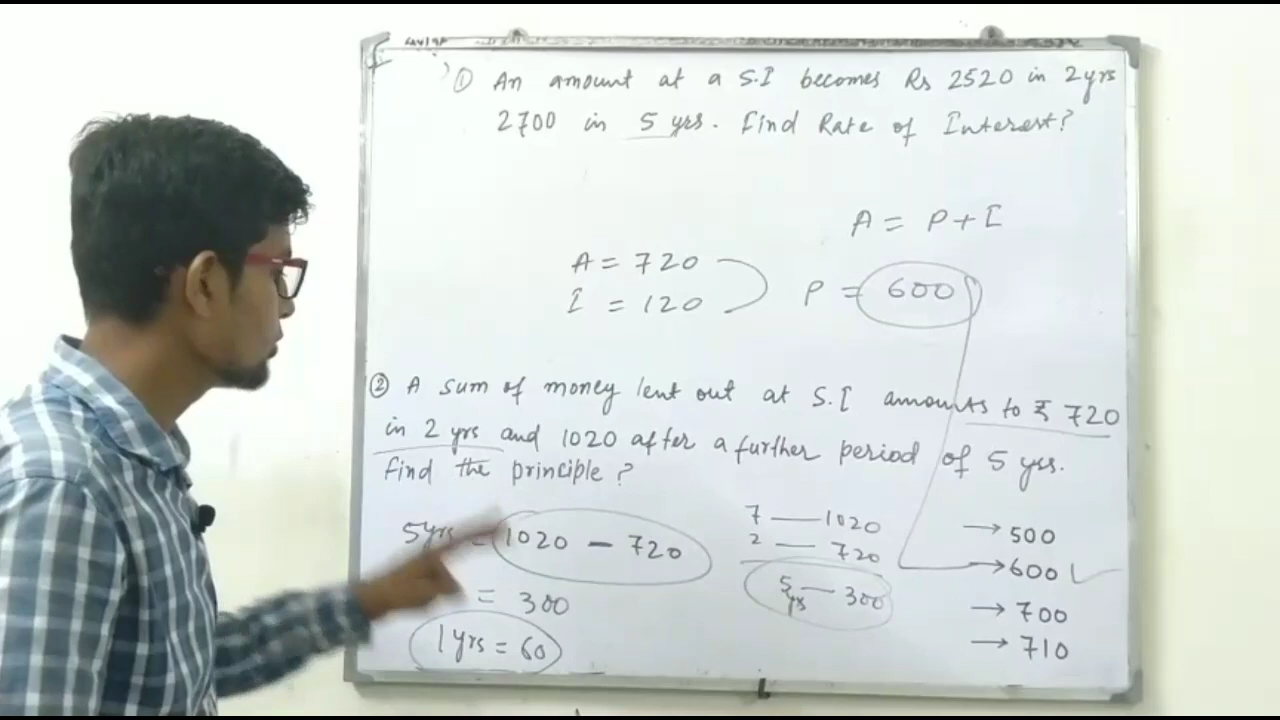 ① An amount at a S.I becomes Rs 2520 in 2yrs
2700 in 5 yrs. Find Rate of Interest?
A = P+I
A = 720
I = 120
P = 600
② A sum of money lent out at S.I amounts to ₹ 720
in 2 yrs and 1020 after a further period of 5 yrs.
Find the principle?
5yrs = 1020 – 720
= 300
1yrs = 60
7 — 1020
2 — 720
5 yrs — 300
→ 500
→ 600 ✓
→ 700
→ 710